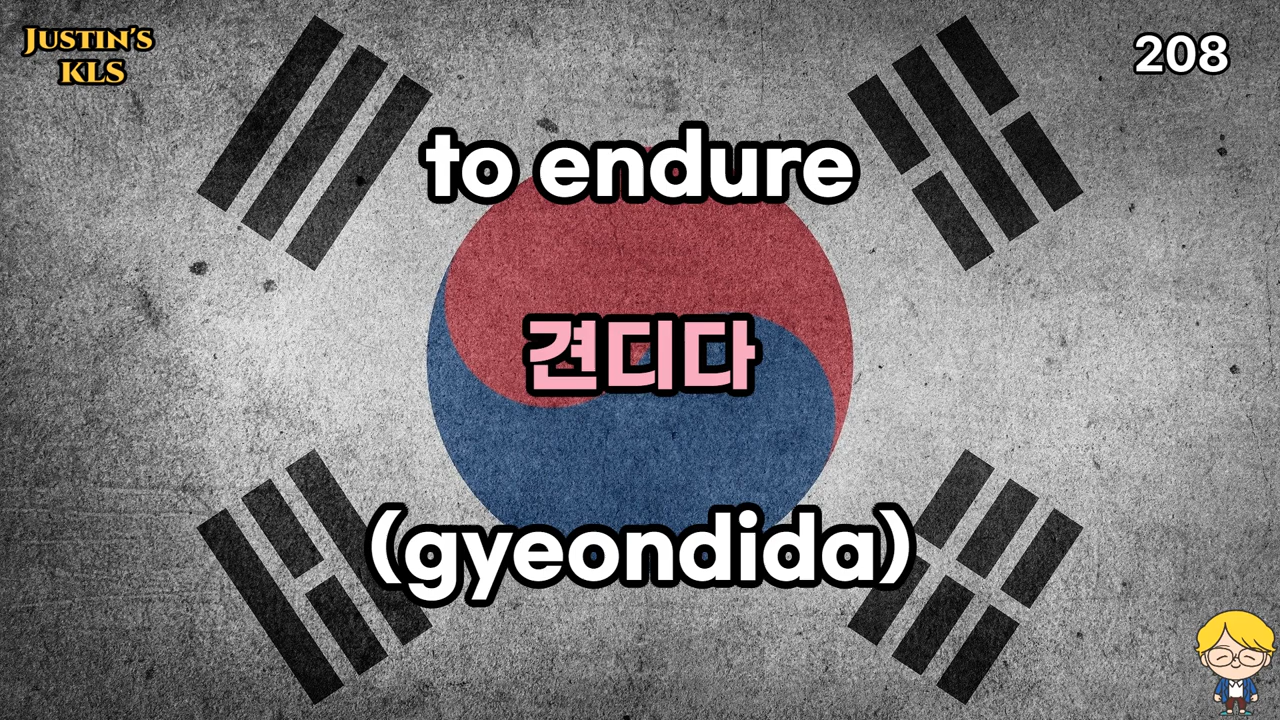 JUSTIN'S
KLS
208
to endure
견디다
(gyeondida)